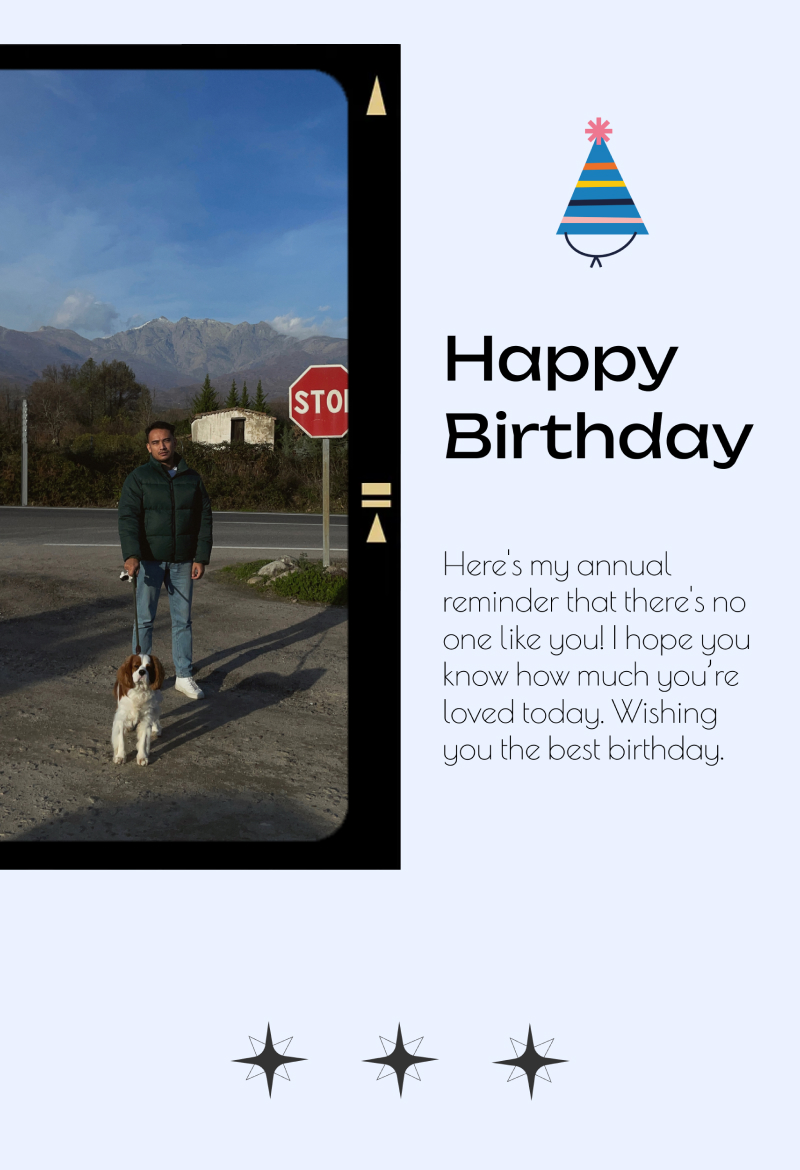 STO
Happy
Birthday
Here's my annual
reminder that there's no
one like you! I hope you
know how much you're
loved today. Wishing
you the best birthday.